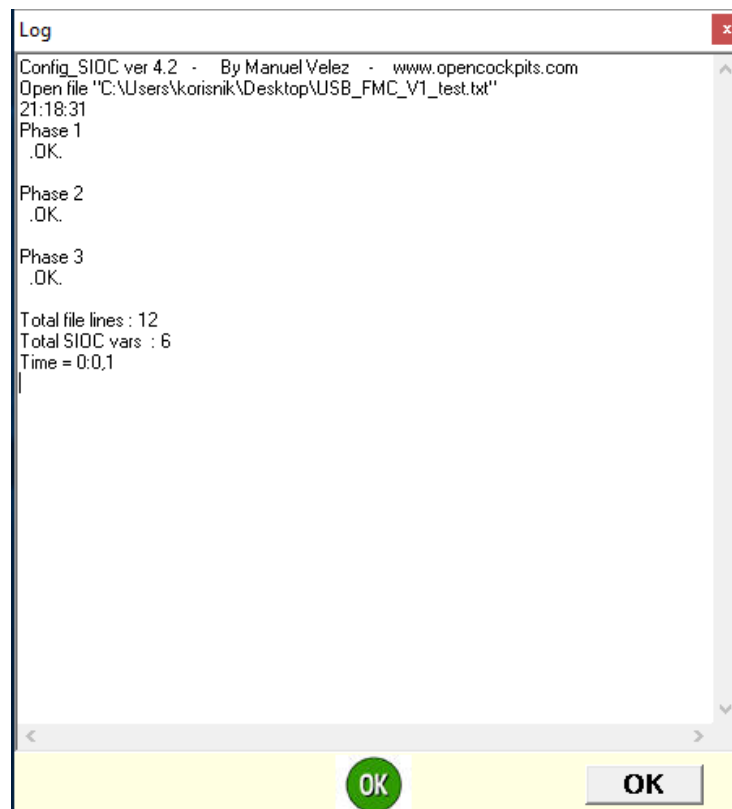 Log
x
Config_SIOC ver 4.2   -     By Manuel Velez   -   www.opencockpits.com
Open file "C:\Users\korisnik\Desktop\USB_FMC_V1_test.txt"
21:18:31
Phase 1
  .OK.
Phase 2
  .OK.
Phase 3
  .OK.
Total file lines : 12
Total SIOC vars  : 6
Time = 0:0,1
OK
OK